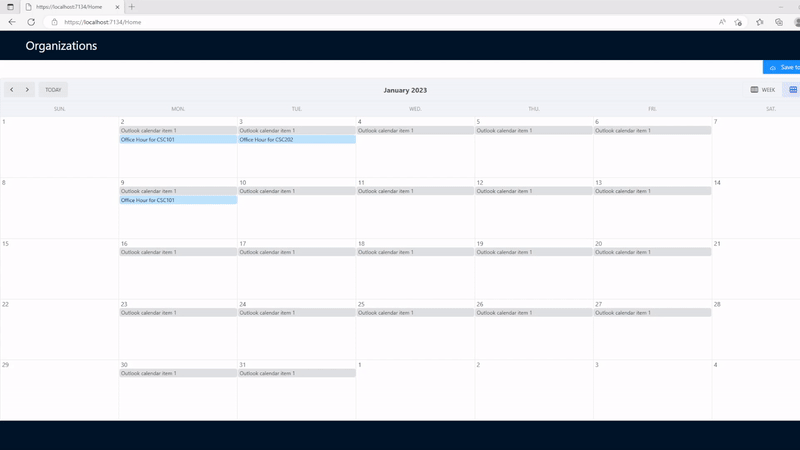 https://localhost:7134/Home
https://localhost:7134/Home
Organizations
Save to
TODAY
January 2023
WEEK
SUN.
MON.
TUE.
WED.
THU.
FRI.
SAT.
1
2
3
4
5
6
7
Outlook calendar item 1
Outlook calendar item 1
Outlook calendar item 1
Outlook calendar item 1
Outlook calendar item 1
Office Hour for CSC101
Office Hour for CSC202
8
9
10
11
12
13
14
Outlook calendar item 1
Outlook calendar item 1
Outlook calendar item 1
Outlook calendar item 1
Outlook calendar item 1
Office Hour for CSC101
15
16
17
18
19
20
21
Outlook calendar item 1
Outlook calendar item 1
Outlook calendar item 1
Outlook calendar item 1
Outlook calendar item 1
22
23
24
25
26
27
28
Outlook calendar item 1
Outlook calendar item 1
Outlook calendar item 1
Outlook calendar item 1
Outlook calendar item 1
29
30
31
1
2
3
4
Outlook calendar item 1
Outlook calendar item 1